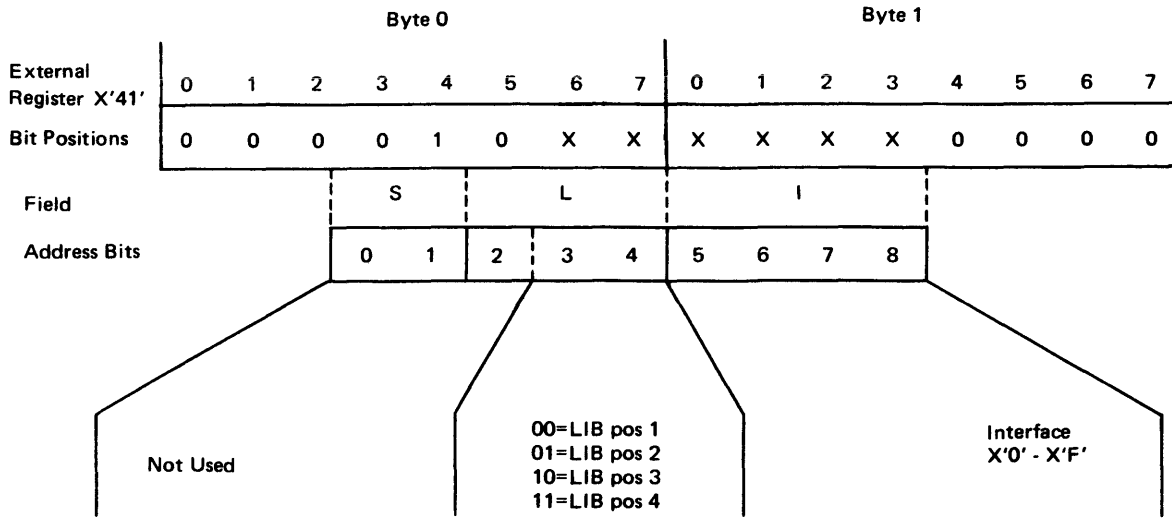 Byte 0 Byte 1
External
Register X'41' 0 1 2 3 4 5 6 7 0 1 2 3 4 5 6 7
Bit Positions 0 0 0 0 1 0 X X X X X X 0 0 0 0
Field S L I
Address Bits 0 1 2 3 4 5 6 7 8
Not Used
00=LIB pos 1
01=LIB pos 2
10=LIB pos 3
11=LIB pos 4
Interface
X'0' - X'F'